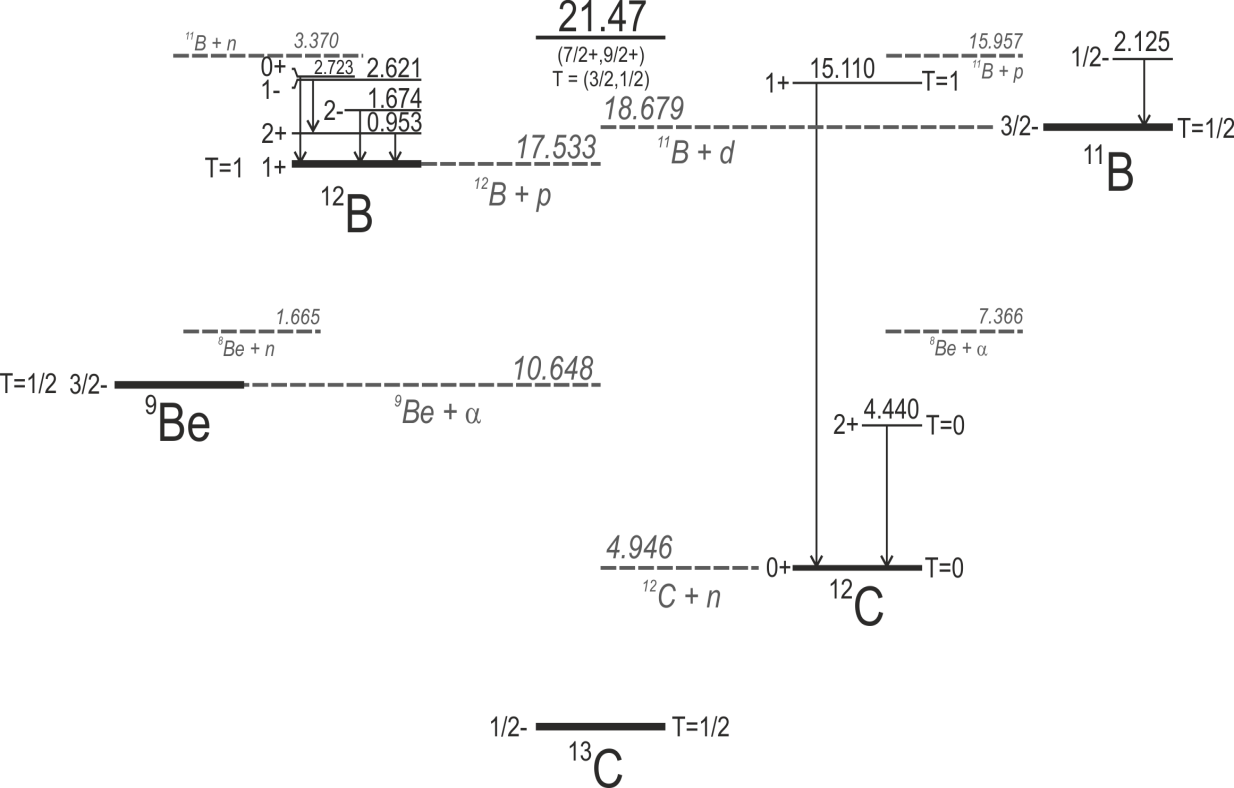 21.47
(7/2+,9/2+)
T = (3/2,1/2)
11B + n 3.370
0+ 2.723 2.621
1-
2- 1.674
2+ 0.953
T=1 1+
12B
17.533
12B + p
18.679
11B + d
15.110
1+ T=1
15.957
11B + p
1/2- 2.125
3/2- T=1/2
11B
1.665
8Be + n
T=1/2 3/2-
9Be
10.648
9Be + α
7.366
8Be + α
4.440
2+ T=0
4.946
12C + n
0+ T=0
12C
1/2- T=1/2
13C